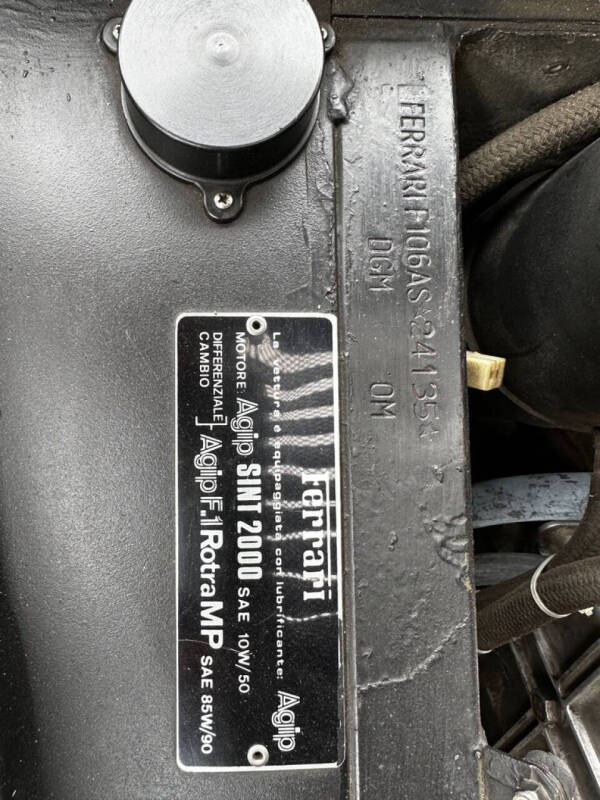 FERRARI F106AS*24135*
DGM OM
Ferrari
La vettura è equipaggiata con lubrificante: Agip
MOTORE: Agip SINT 2000 SAE 10W/50
DIFFERENZIALE
CAMBIO
Agip F.1 Rotra MP SAE 85W/90